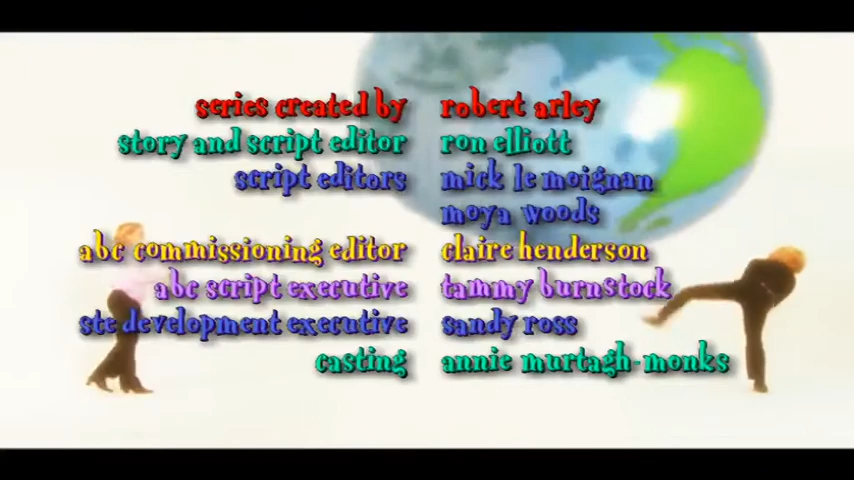 series created by robert arley
story and script editor ron elliott
script editors mick le moignan
moya woods
abc commissioning editor claire henderson
abc script executive tammy burnstock
stc development executive sandy ross
casting annie murtagh-monks